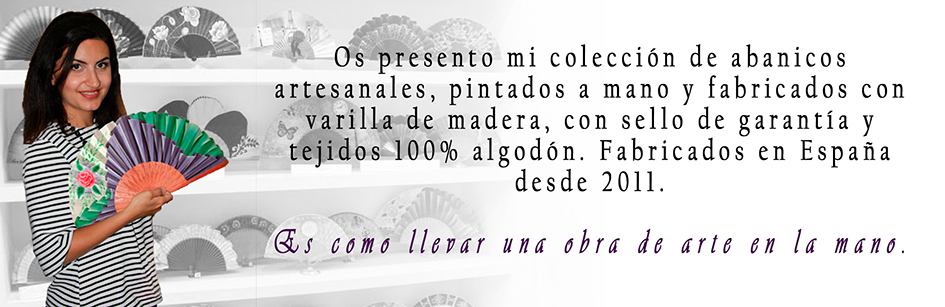 Os presento mi colección de abanicos
artesanales, pintados a mano y fabricados con
varilla de madera, con sello de garantía y
tejidos 100% algodón. Fabricados en España
desde 2011.
Es como llevar una obra de arte en la mano.